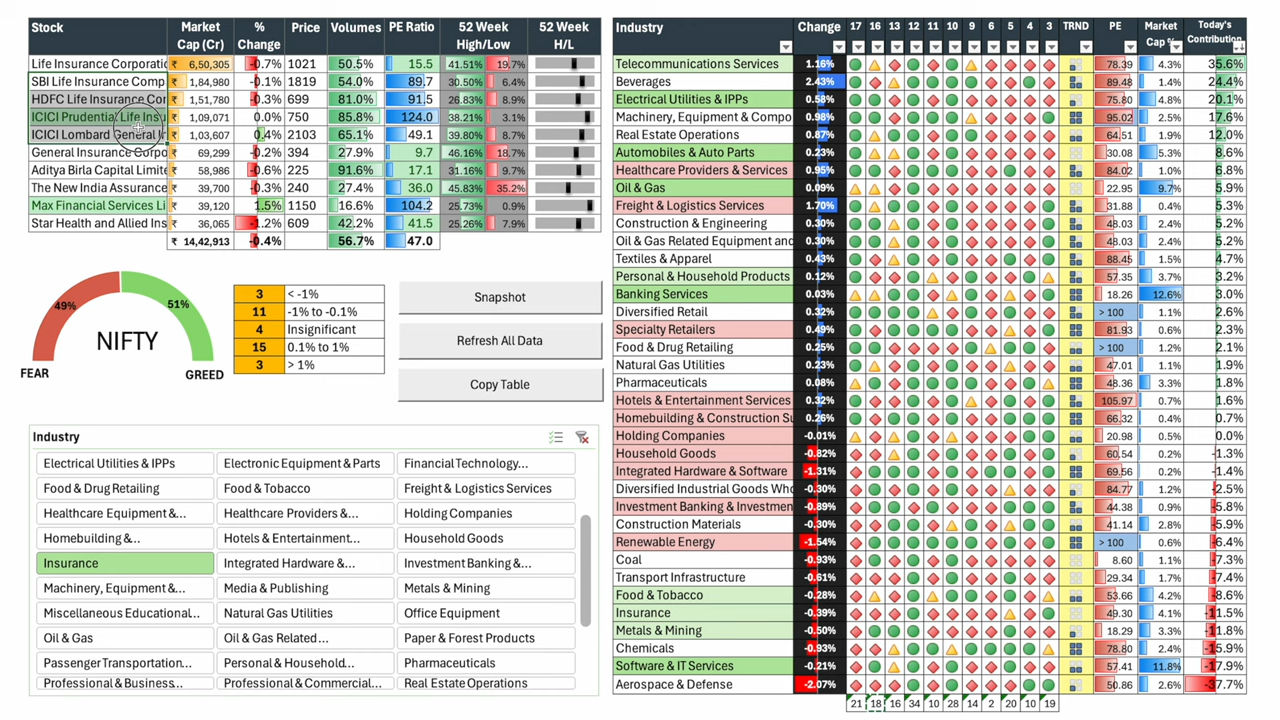 Stock Market Cap (Cr) % Change Price Volumes PE Ratio 52 Week High/Low 52 Week H/L
Life Insurance Corporatic ₹ 6,50,305 -0.7% 1021 50.5% 15.5 41.51% 19.7%
SBI Life Insurance Comp ₹ 1,84,980 -0.1% 1819 54.0% 89.7 30.50% 6.4%
HDFC Life Insurance Cor ₹ 1,51,780 -0.3% 699 81.0% 91.5 26.83% 8.9%
ICICI Prudential Life Insu ₹ 1,09,071 0.0% 750 85.8% 124.0 38.21% 3.1%
ICICI Lombard General I ₹ 1,03,607 0.4% 2103 65.1% 49.1 39.80% 8.7%
General Insurance Corpo ₹ 69,299 -0.2% 394 27.9% 9.7 46.16% 18.7%
Aditya Birla Capital Limite ₹ 58,986 -0.6% 225 91.6% 17.1 31.16% 9.7%
The New India Assurance ₹ 39,700 -0.3% 240 27.4% 36.0 45.83% 35.2%
Max Financial Services Li ₹ 39,120 1.5% 1150 16.6% 104.2 25.73% 0.9%
Star Health and Allied Ins ₹ 36,065 -1.2% 609 42.2% 41.5 25.26% 7.9%
₹ 14,42,913 -0.4% 56.7% 47.0
49% 51%
NIFTY
FEAR GREED
3 < -1%
11 -1% to -0.1%
4 Insignificant
15 0.1% to 1%
3 > 1%
Snapshot
Refresh All Data
Copy Table
Industry
Electrical Utilities & IPPs Electronic Equipment & Parts Financial Technology...
Food & Drug Retailing Food & Tobacco Freight & Logistics Services
Healthcare Equipment &... Healthcare Providers &... Holding Companies
Homebuilding &... Hotels & Entertainment... Household Goods
Insurance Integrated Hardware &... Investment Banking &...
Machinery, Equipment &... Media & Publishing Metals & Mining
Miscellaneous Educational... Natural Gas Utilities Office Equipment
Oil & Gas Oil & Gas Related... Paper & Forest Products
Passenger Transportation... Personal & Household... Pharmaceuticals
Professional & Business... Professional & Commercial... Real Estate Operations
Industry Change 17 16 13 12 11 10 9 6 5 4 3 TRND PE Market Cap % Today's Contribution
Telecommunications Services 1.16% 78.39 4.3% 35.6%
Beverages 2.43% 89.48 1.4% 24.4%
Electrical Utilities & IPPs 0.58% 75.80 4.8% 20.1%
Machinery, Equipment & Compo 0.98% 95.02 2.5% 17.6%
Real Estate Operations 0.87% 64.51 1.9% 12.0%
Automobiles & Auto Parts 0.23% 30.08 5.3% 8.6%
Healthcare Providers & Services 0.95% 84.02 1.0% 6.8%
Oil & Gas 0.09% 22.95 9.7% 5.9%
Freight & Logistics Services 1.70% 31.88 0.4% 5.3%
Construction & Engineering 0.30% 48.03 2.4% 5.2%
Oil & Gas Related Equipment and 0.30% 48.03 2.4% 5.2%
Textiles & Apparel 0.43% 88.45 1.5% 4.7%
Personal & Household Products 0.12% 57.35 3.7% 3.2%
Banking Services 0.03% 18.26 12.6% 3.0%
Diversified Retail 0.32% > 100 1.1% 2.6%
Specialty Retailers 0.49% 81.93 0.6% 2.3%
Food & Drug Retailing 0.25% > 100 1.2% 2.1%
Natural Gas Utilities 0.23% 47.01 1.1% 1.9%
Pharmaceuticals 0.08% 48.36 3.3% 1.8%
Hotels & Entertainment Services 0.32% 105.97 0.7% 1.6%
Homebuilding & Construction Su 0.26% 66.32 0.4% 0.7%
Holding Companies -0.01% 20.98 0.5% 0.0%
Household Goods -0.82% 60.54 0.2% -1.3%
Integrated Hardware & Software -1.31% 69.56 0.2% -1.4%
Diversified Industrial Goods Who -0.30% 84.77 1.2% -2.5%
Investment Banking & Investmen -0.89% 44.38 0.9% -5.8%
Construction Materials -0.30% 41.14 2.8% -5.9%
Renewable Energy -1.54% > 100 0.6% -6.4%
Coal -0.93% 8.60 1.1% -7.3%
Transport Infrastructure -0.61% 29.34 1.7% -7.4%
Food & Tobacco -0.28% 53.66 4.2% -8.6%
Insurance -0.39% 49.30 4.1% -11.5%
Metals & Mining -0.50% 18.29 3.3% -11.8%
Chemicals -0.93% 78.80 2.4% -15.9%
Software & IT Services -0.21% 57.41 11.8% -17.9%
Aerospace & Defense -2.07% 50.86 2.6% -37.7%
21 18 16 34 10 28 14 2 20 10 19